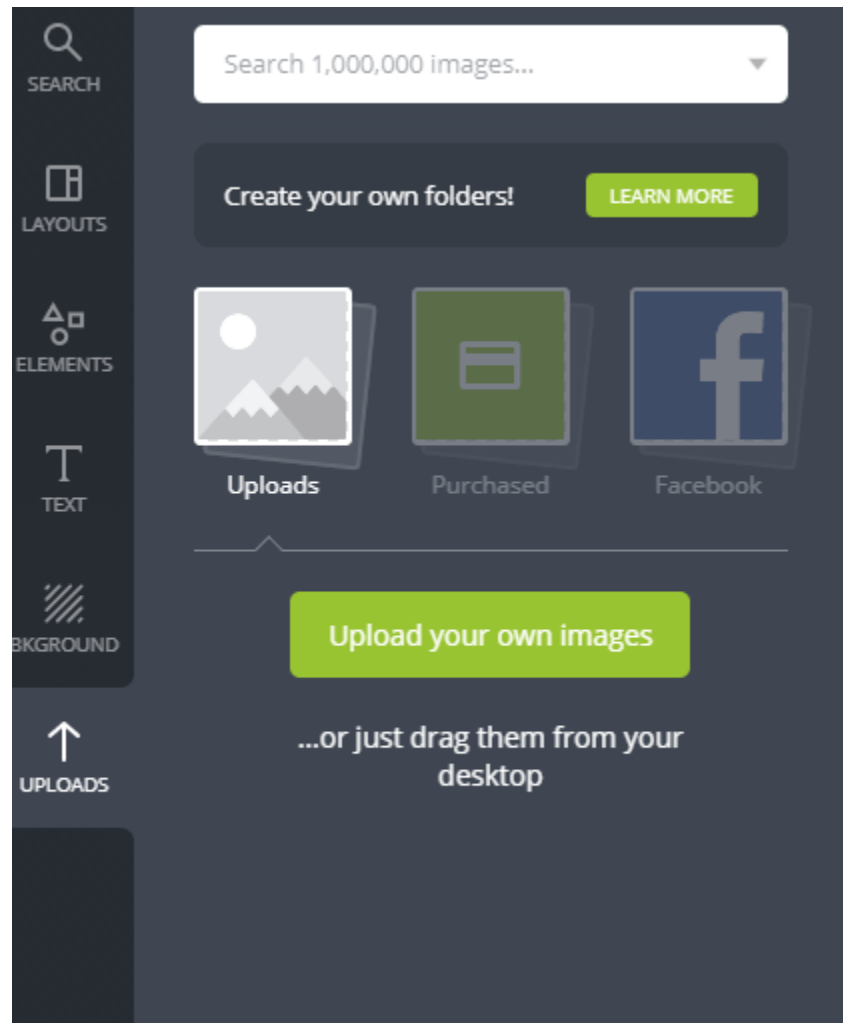 SEARCH
LAYOUTS
ELEMENTS
TEXT
BKGROUND
UPLOADS
Search 1,000,000 images...
Create your own folders!
LEARN MORE
Uploads
Purchased
Facebook
Upload your own images
...or just drag them from your
desktop